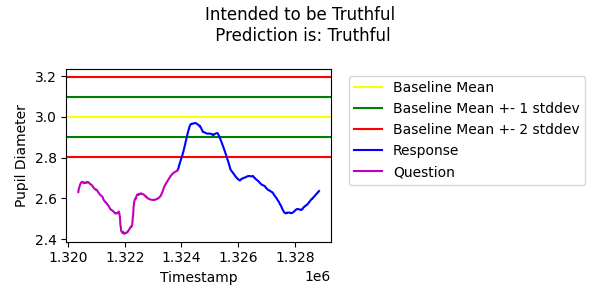 Intended to be Truthful
Prediction is: Truthful
3.2
3.0
2.8
2.6
2.4
Pupil Diameter
1.320 1.322 1.324 1.326 1.328
1e6
Timestamp
Baseline Mean
Baseline Mean +- 1 stddev
Baseline Mean +- 2 stddev
Response
Question